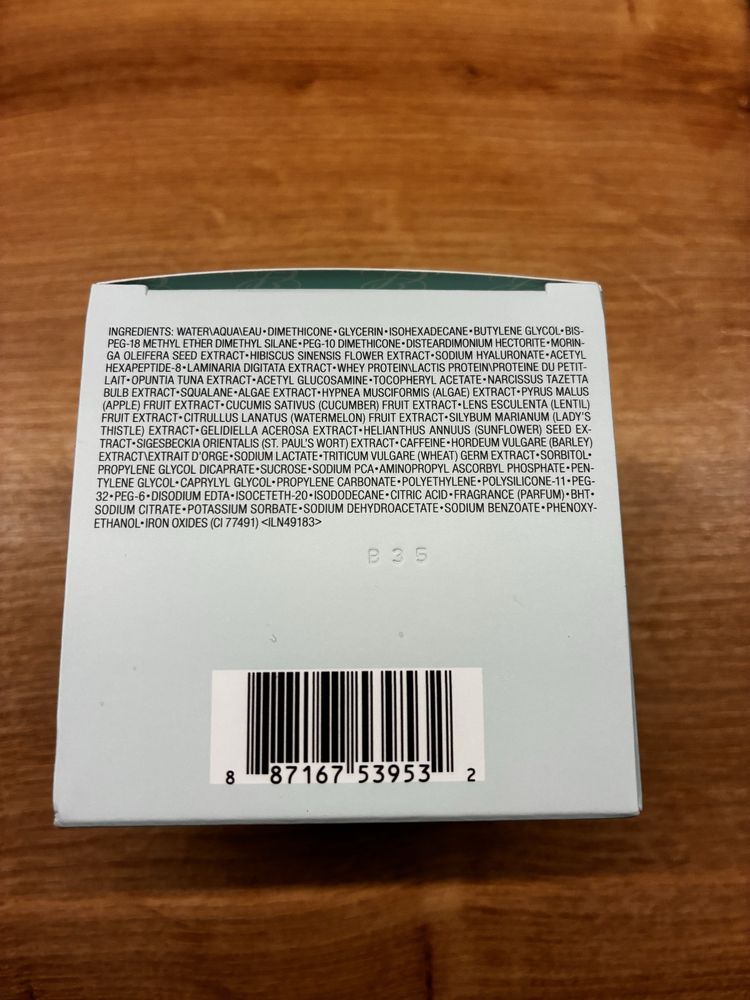 INGREDIENTS: WATER\AQUA\EAU•DIMETHICONE•GLYCERIN•ISOHEXADECANE•BUTYLENE GLYCOL•BIS-
PEG-18 METHYL ETHER DIMETHYL SILANE•PEG-10 DIMETHICONE•DISTEARDIMONIUM HECTORITE•MORIN-
GA OLEIFERA SEED EXTRACT•HIBISCUS SINENSIS FLOWER EXTRACT•SODIUM HYALURONATE•ACETYL
HEXAPEPTIDE-8•LAMINARIA DIGITATA EXTRACT•WHEY PROTEIN\LACTIS PROTEIN\PROTEINE DU PETIT-
LAIT•OPUNTIA TUNA EXTRACT•ACETYL GLUCOSAMINE•TOCOPHERYL ACETATE•NARCISSUS TAZETTA
BULB EXTRACT•SQUALANE•ALGAE EXTRACT•HYPNEA MUSCIFORMIS (ALGAE) EXTRACT•PYRUS MALUS
(APPLE) FRUIT EXTRACT•CUCUMIS SATIVUS (CUCUMBER) FRUIT EXTRACT•LENS ESCULENTA (LENTIL)
FRUIT EXTRACT•CITRULLUS LANATUS (WATERMELON) FRUIT EXTRACT•SILYBUM MARIANUM (LADY'S
THISTLE) EXTRACT•GELIDIELLA ACEROSA EXTRACT•HELIANTHUS ANNUUS (SUNFLOWER) SEED EX-
TRACT•SIGESBECKIA ORIENTALIS (ST. PAUL'S WORT) EXTRACT•CAFFEINE•HORDEUM VULGARE (BARLEY)
EXTRACT\EXTRAIT D'ORGE•SODIUM LACTATE•TRITICUM VULGARE (WHEAT) GERM EXTRACT•SORBITOL•
PROPYLENE GLYCOL DICAPRATE•SUCROSE•SODIUM PCA•AMINOPROPYL ASCORBYL PHOSPHATE•PEN-
TYLENE GLYCOL•CAPRYLYL GLYCOL•PROPYLENE CARBONATE•POLYETHYLENE•POLYSILICONE-11•PEG-
32•PEG-6•DISODIUM EDTA•ISOCETETH-20•ISODODECANE•CITRIC ACID•FRAGRANCE (PARFUM)•BHT•
SODIUM CITRATE•POTASSIUM SORBATE•SODIUM DEHYDROACETATE•SODIUM BENZOATE•PHENOXY-
ETHANOL•IRON OXIDES (CI 77491) <ILN49183>
B35
8 87167 53953 2